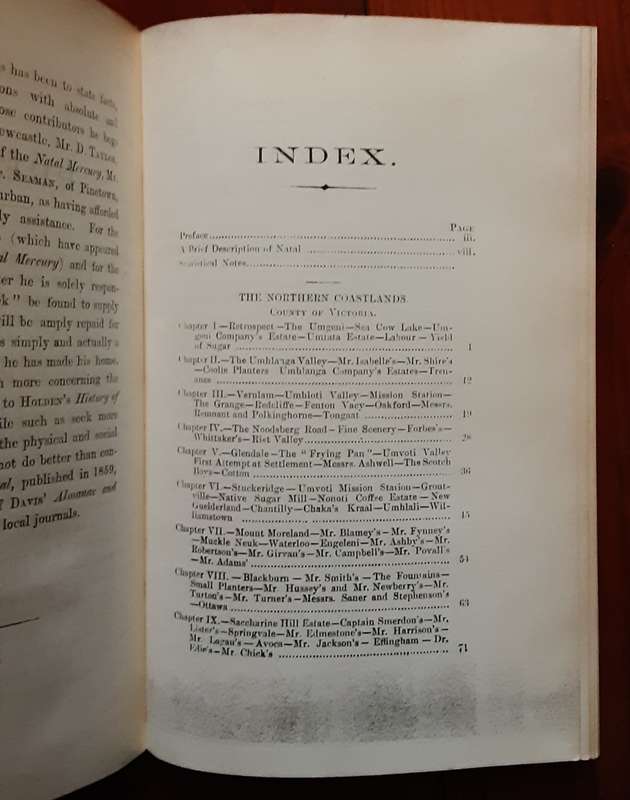 s has been to state facts,
ons with absolute and
ose contributors he begs
ewcastle, Mr. D. TAYLOR,
f the Natal Mercury, Mr.
. SEAMAN, of Pinetown,
urban, as having afforded
ly assistance. For the
(which have appeared
al Mercury) and for the
ter he is solely respon-
k" be found to supply
vill be amply repaid for
s simply and actually a
he has made his home.
h more concerning the
to HOLDEN'S History of
ile such as seek more
the physical and social
not do better than con-
al, published in 1859,
f DAVIS' Almanac and
local journals.
INDEX.
PAGE
Preface iii.
A Brief Description of Natal viii.
Statistical Notes
THE NORTHERN COASTLANDS.
COUNTY OF VICTORIA.
Chapter I—Retrospect—The Umgeni—Sea Cow Lake—Um-
geni Company's Estate—Umtata Estate—Labour—Yield
of Sugar 1
Chapter II.—The Umhlanga Valley—Mr. Isabelle's—Mr. Shire's
—Coolie Planters Umhlanga Company's Estates—Tren-
ance 12
Chapter III.—Verulam—Umhloti Valley—Mission Station—
The Grange—Redcliffe—Fenton Vacy—Oakford—Messrs.
Remnant and Polkinghorne—Tongaat 19
Chapter IV.—The Noodsberg Road—Fine Scenery—Forbes's—
Whittaker's—Riet Valley 28
Chapter V.—Glendale—The "Frying Pan"—Umvoti Valley
First Attempt at Settlement—Messrs. Ashwell—The Scotch
Boys—Cotton 36
Chapter VI.—Stuckeridge—Umvoti Mission Station—Grout-
ville—Native Sugar Mill—Nonoti Coffee Estate—New
Guelderland—Chantilly—Chaka's Kraal—Umhlali—Wil-
liamstown 45
Chapter VII.—Mount Moreland—Mr. Blamey's—Mr. Fynney's
—Muckle Neuk—Waterloo—Engeleni—Mr. Ashby's—Mr.
Robertson's—Mr. Girvan's—Mr. Campbell's—Mr. Povall's
—Mr. Adams' 54
Chapter VIII.—Blackburn—Mr. Smith's—The Fountains—
Small Planters—Mr Hussey's and Mr. Newberry's—Mr.
Turton's—Mr. Turner's—Messrs. Saner and Stephenson's
—Ottawa 63
Chapter IX.—Saccharine Hill Estate—Captain Smerdon's—Mr.
Lister's—Springvale—Mr. Edmestone's—Mr. Harrison's—
Mr. Logan's—Avoca—Mr. Jackson's—Effingham—Dr.
Edie's—Mr. Chick's 71